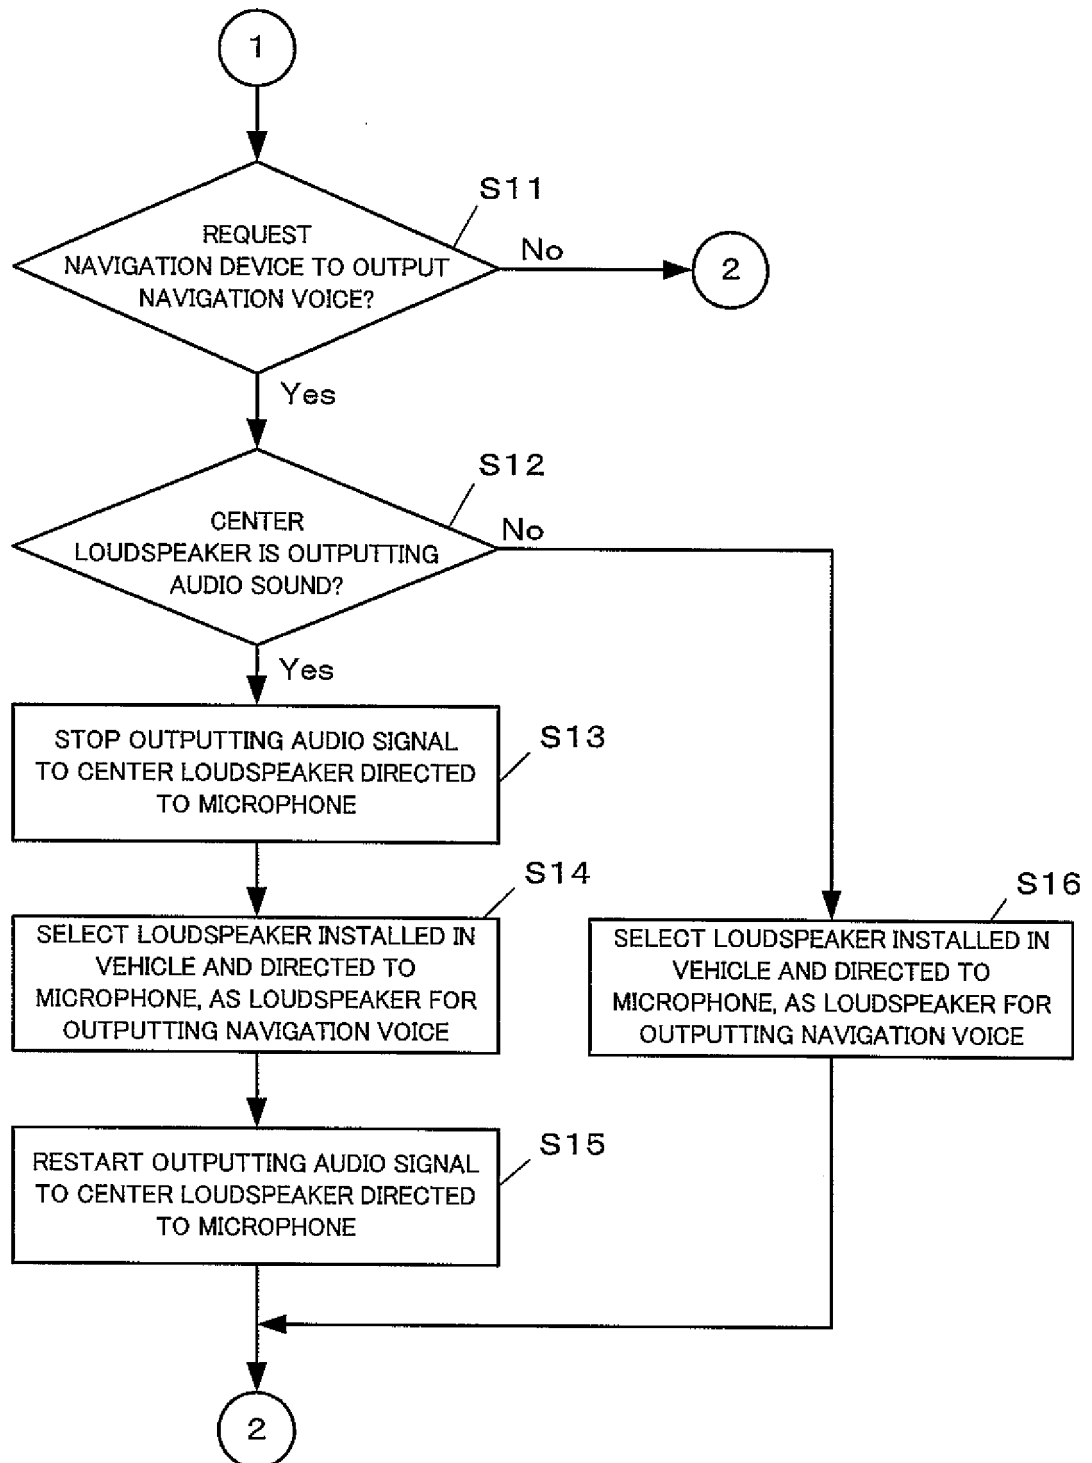 1
S11
REQUEST
NAVIGATION DEVICE TO OUTPUT
NAVIGATION VOICE?
No
2
Yes
S12
CENTER
LOUDSPEAKER IS OUTPUTTING
AUDIO SOUND?
No
Yes
S13
STOP OUTPUTTING AUDIO SIGNAL
TO CENTER LOUDSPEAKER DIRECTED
TO MICROPHONE
S14
SELECT LOUDSPEAKER INSTALLED IN
VEHICLE AND DIRECTED TO
MICROPHONE, AS LOUDSPEAKER FOR
OUTPUTTING NAVIGATION VOICE
S16
SELECT LOUDSPEAKER INSTALLED IN
VEHICLE AND DIRECTED TO
MICROPHONE, AS LOUDSPEAKER FOR
OUTPUTTING NAVIGATION VOICE
S15
RESTART OUTPUTTING AUDIO SIGNAL
TO CENTER LOUDSPEAKER DIRECTED
TO MICROPHONE
2